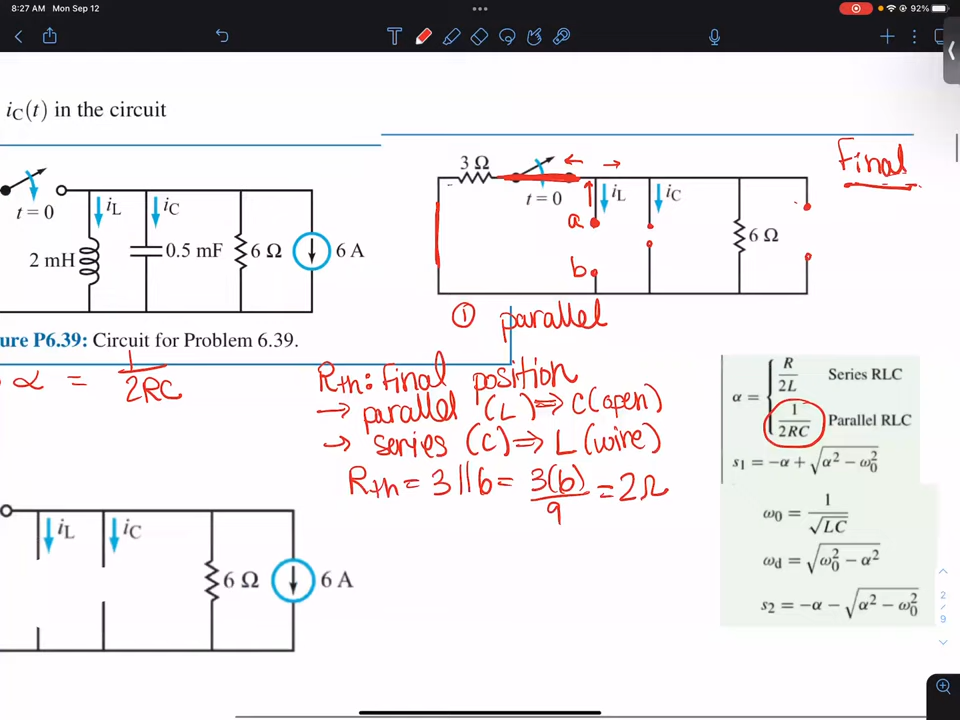 8:27 AM Mon Sep 12
92%
iC(t) in the circuit
t = 0
iL
iC
2 mH
0.5 mF
6 Ω
6 A
ure P6.39: Circuit for Problem 6.39.
3 Ω
t = 0
iL
iC
6 Ω
a
b
Final
① parallel
α = 1/2RC
Rth: final position
→ parallel (L) ⇒ C(open)
→ series (C) ⇒ L (wire)
Rth = 3 || 6 = 3(6)/9 = 2Ω
α = { R/2L Series RLC
1/2RC Parallel RLC
s1 = −α + √(α² − ω0²)
ω0 = 1/√LC
ωd = √(ω0² − α²)
s2 = −α − √(α² − ω0²)
iL
iC
6 Ω
6 A
2/9